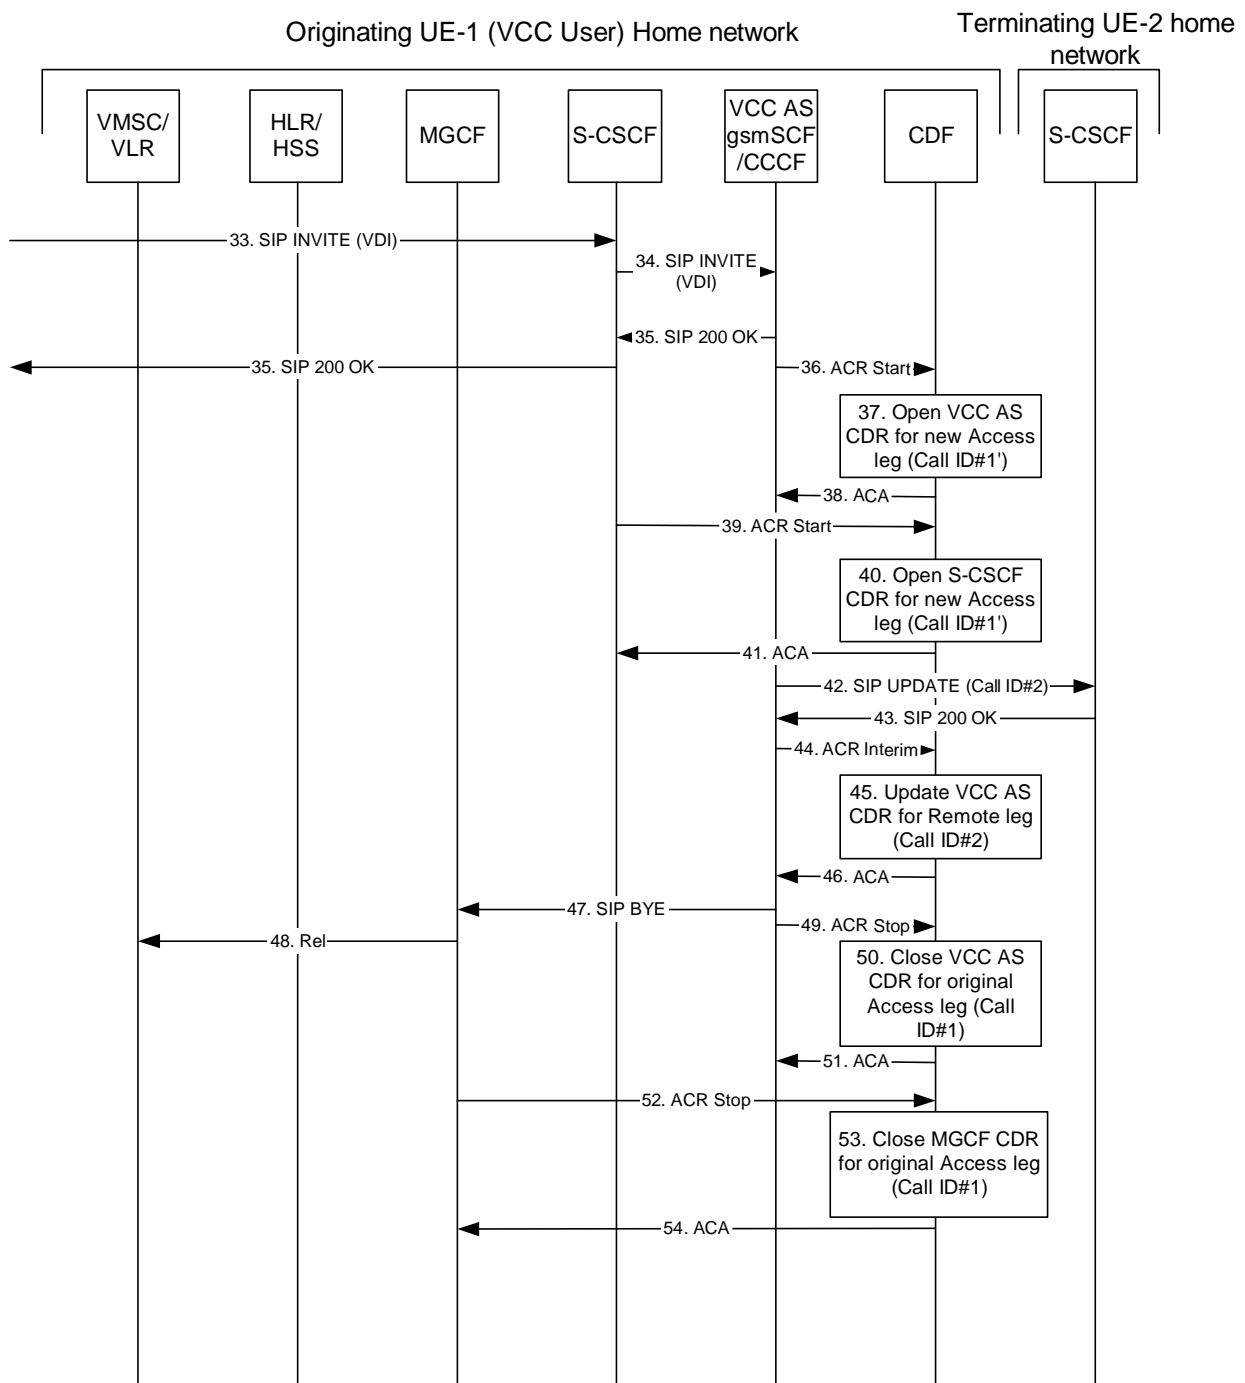 Originating UE-1 (VCC User) Home network
Terminating UE-2 home
network
VMSC/
VLR
HLR/
HSS
MGCF
S-CSCF
VCC AS
gsmSCF
/CCCF
CDF
S-CSCF
33. SIP INVITE (VDI)
34. SIP INVITE
(VDI)
35. SIP 200 OK
35. SIP 200 OK
36. ACR Start
37. Open VCC AS
CDR for new Access
leg (Call ID#1')
38. ACA
39. ACR Start
40. Open S-CSCF
CDR for new Access
leg (Call ID#1')
41. ACA
42. SIP UPDATE (Call ID#2)
43. SIP 200 OK
44. ACR Interim
45. Update VCC AS
CDR for Remote leg
(Call ID#2)
46. ACA
47. SIP BYE
49. ACR Stop
48. Rel
50. Close VCC AS
CDR for original
Access leg (Call
ID#1)
51. ACA
52. ACR Stop
53. Close MGCF CDR
for original Access leg
(Call ID#1)
54. ACA